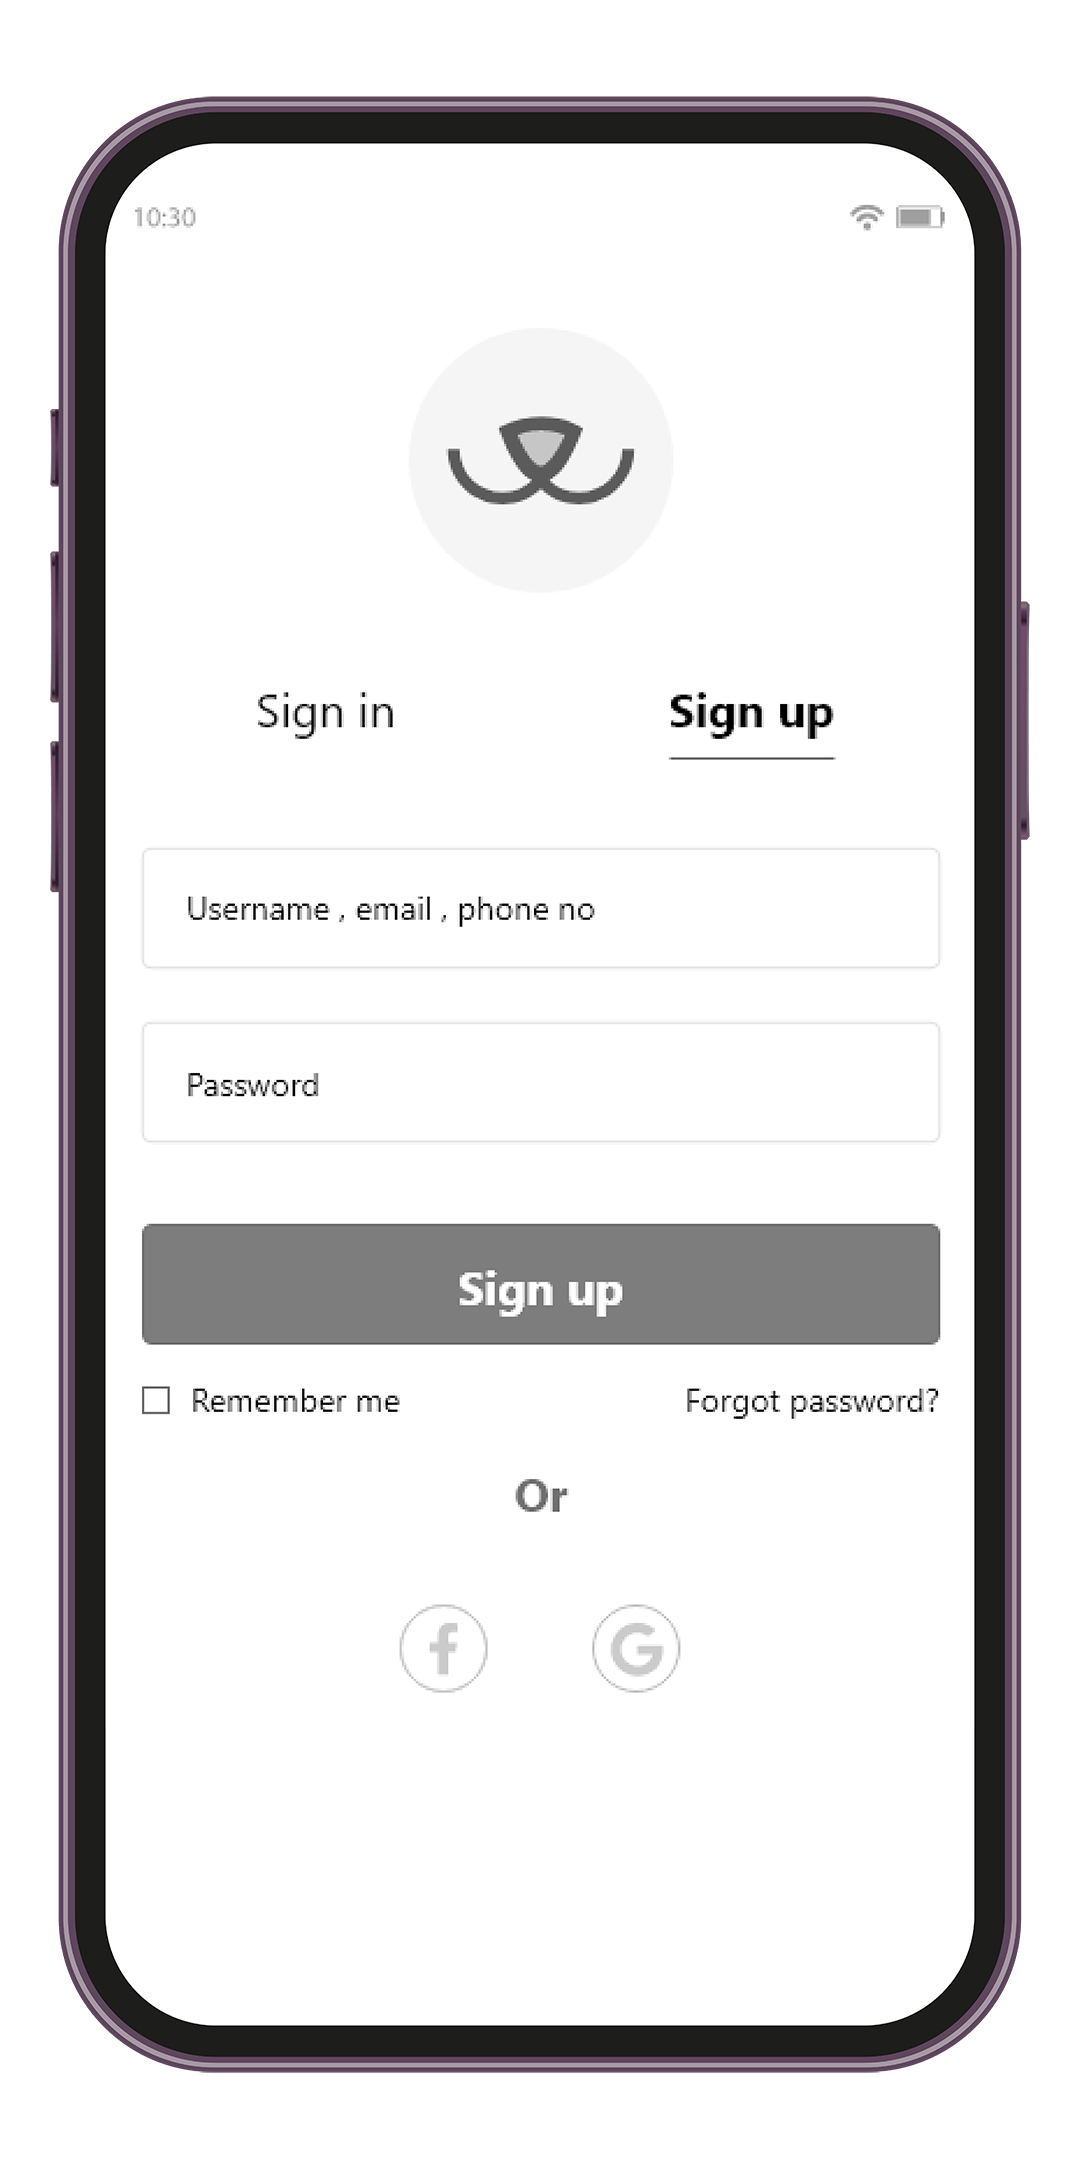 10:30
Sign in Sign up
Username , email , phone no
Password
Sign up
Remember me Forgot password?
Or
f G